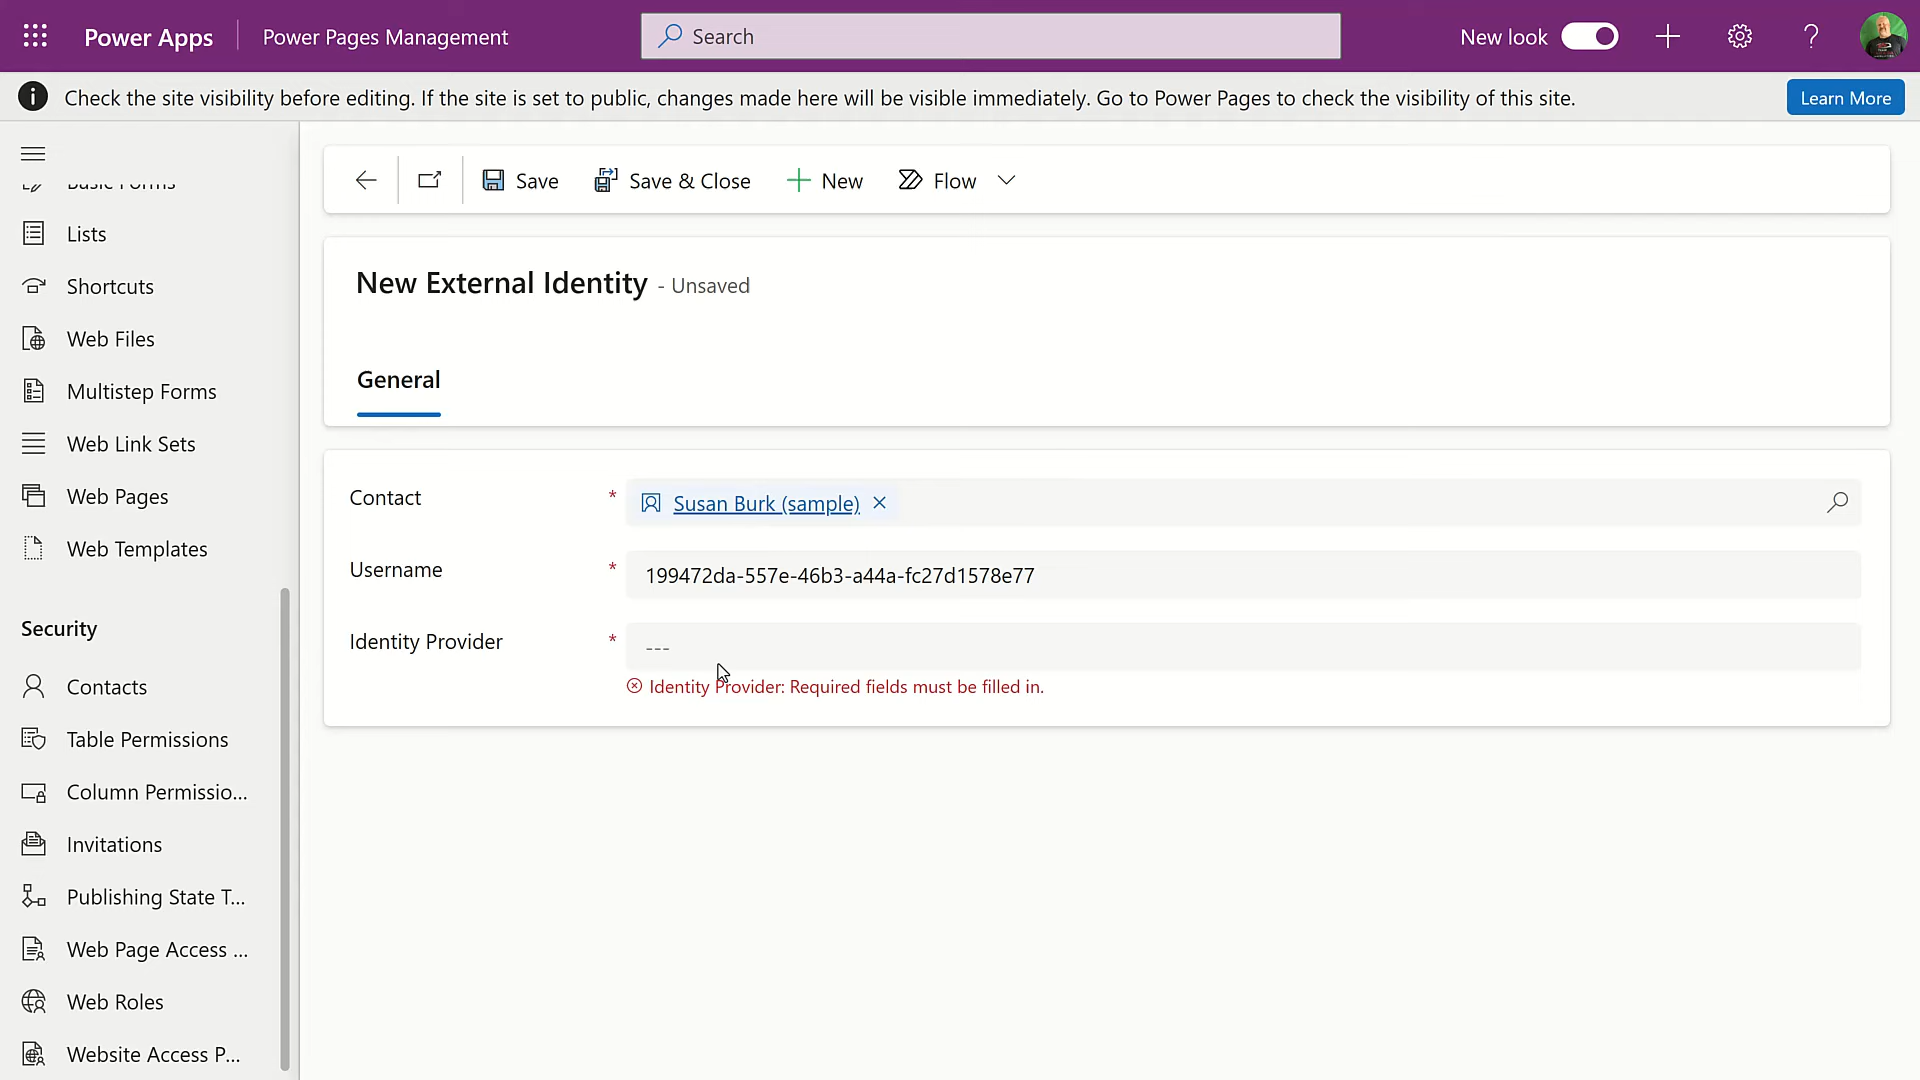 Power Apps
Power Pages Management
Search
New look
Check the site visibility before editing. If the site is set to public, changes made here will be visible immediately. Go to Power Pages to check the visibility of this site.
Learn More
Basic Forms
Lists
Shortcuts
Web Files
Multistep Forms
Web Link Sets
Web Pages
Web Templates
Security
Contacts
Table Permissions
Column Permissio...
Invitations
Publishing State T...
Web Page Access ...
Web Roles
Website Access P...
Save
Save & Close
New
Flow
New External Identity - Unsaved
General
Contact * Susan Burk (sample)
Username * 199472da-557e-46b3-a44a-fc27d1578e77
Identity Provider * ---
Identity Provider: Required fields must be filled in.